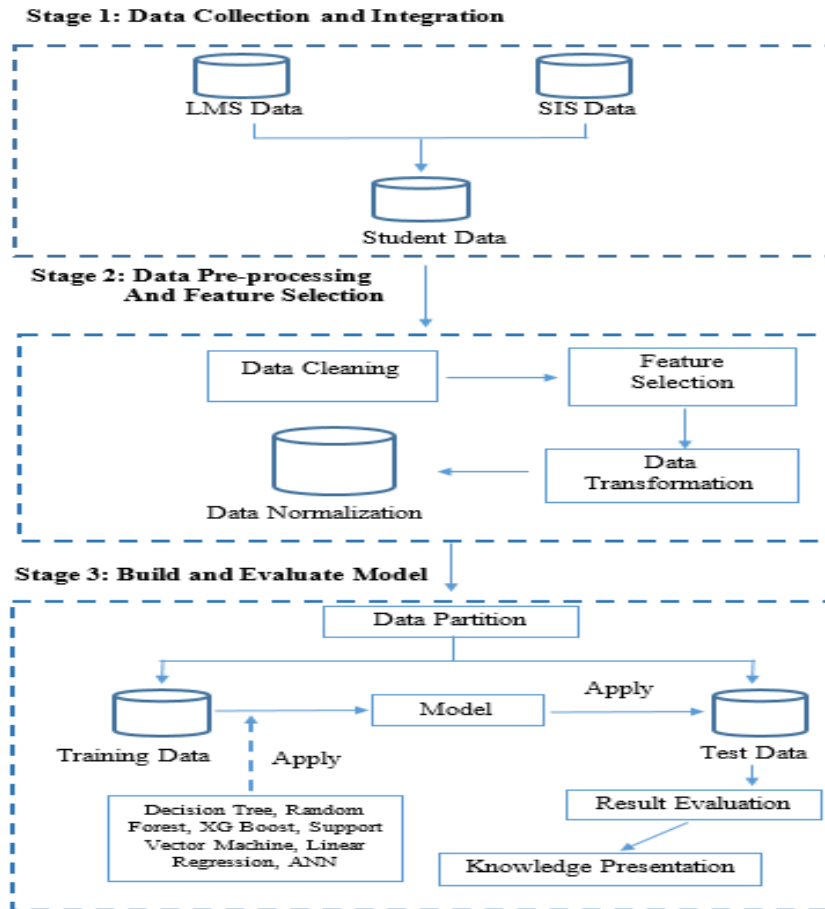 Stage 1: Data Collection and Integration
LMS Data
SIS Data
Student Data
Stage 2: Data Pre-processing
And Feature Selection
Data Cleaning
Feature
Selection
Data
Transformation
Data Normalization
Stage 3: Build and Evaluate Model
Data Partition
Training Data
Model
Apply
Test Data
Apply
Decision Tree, Random
Forest, XG Boost, Support
Vector Machine, Linear
Regression, ANN
Result Evaluation
Knowledge Presentation